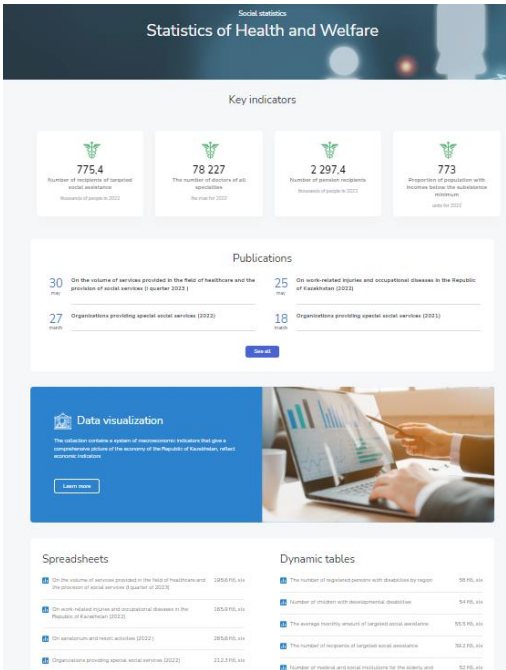 Social statistics
Statistics of Health and Welfare
Key indicators
775,4
Number of recipients of targeted
social assistance
thousands of people in 2022
78 227
The number of doctors of all
specialties
in 2022
2 297,4
Number of pension recipients
thousands of people in 2022
773
Proportion of population with
incomes below the subsistence
minimum
units for 2022
Publications
30
may
On the volume of services provided in the field of healthcare and the
provision of social services (I quarter 2023 )
25
may
On work-related injuries and occupational diseases in the Republic
of Kazakhstan (2022)
27
march
Organizations providing special social services (2022)
18
march
Organizations providing special social services (2021)
See all
Data visualization
The collection contains a system of macroeconomic indicators that give a
comprehensive picture of the economy of the Republic of Kazakhstan, reflect
economic indicators
Learn more
Spreadsheets
On the volume of services provided in the field of healthcare and
the provision of social services (I quarter of 2023)
On work-related injuries and occupational diseases in the
Republic of Kazakhstan (2022)
On sanatorium and resort activities (2022 )
Organizations providing special social services (2022)
Dynamic tables
The number of registered persons with disabilities by region
Number of children with developmental disabilities
The average monthly amount of targeted social assistance
The number of recipients of targeted social assistance
Number of medical and social institutions for the elderly and